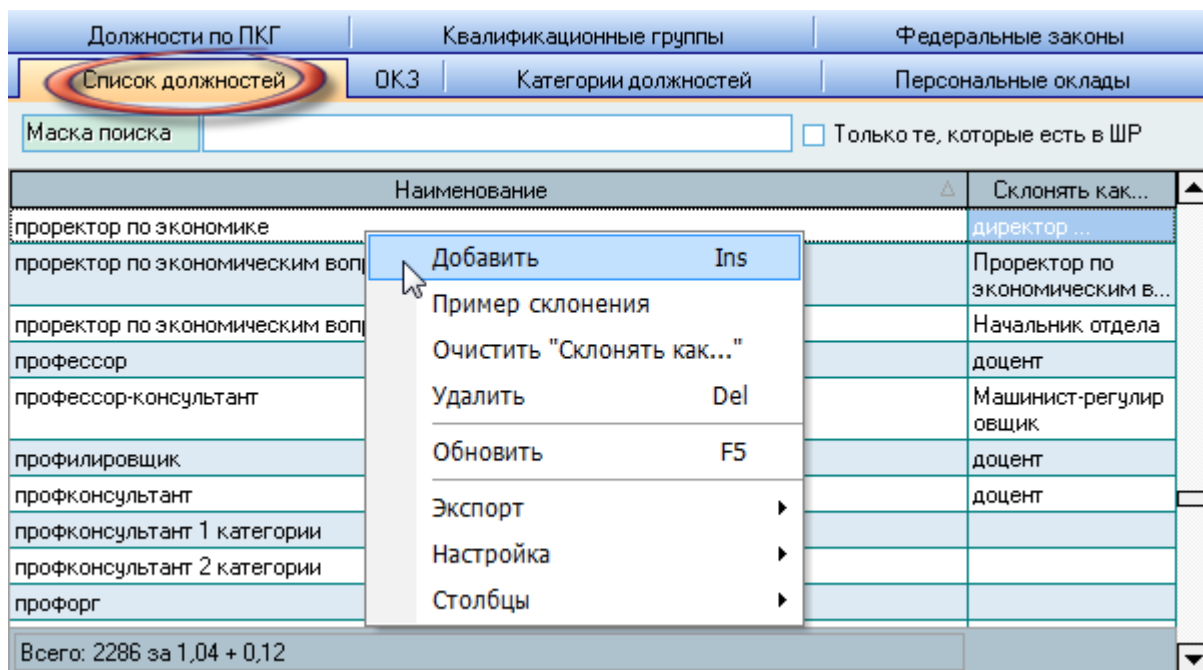 Должности по ПКГ Квалификационные группы Федеральные законы
Список должностей ОКЗ Категории должностей Персональные оклады
Маска поиска Только те, которые есть в ШР
Наименование Склонять как...
проректор по экономике директор ...
проректор по экономическим Проректор по
экономическим в...
проректор по экономическим Начальник отдела
профессор доцент
профессор-консультант Машинист-регулир
овщик
профилировщик доцент
профконсультант доцент
профконсультант 1 категории
профконсультант 2 категории
профорг
Добавить Ins
Пример склонения
Очистить "Склонять как..."
Удалить Del
Обновить F5
Экспорт
Настройка
Столбцы
Всего: 2286 за 1,04 + 0,12